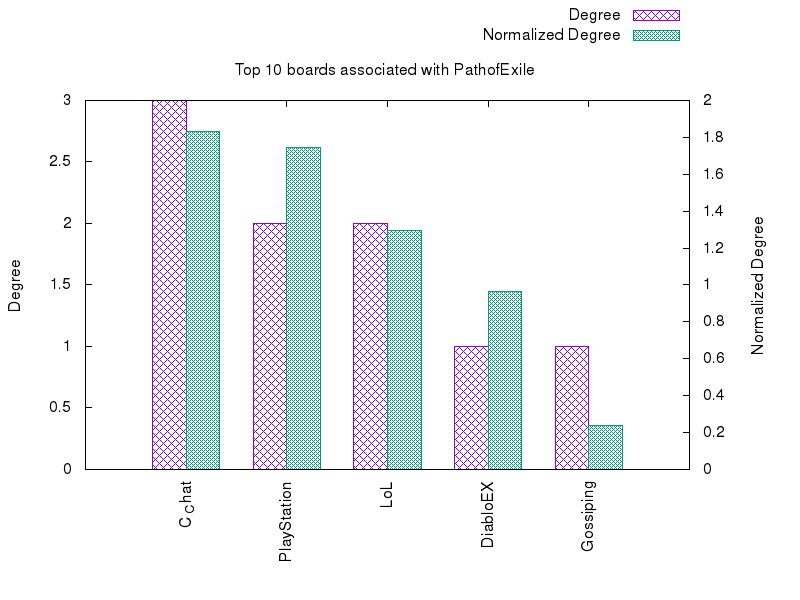 Degree
Normalized Degree
Top 10 boards associated with PathofExile
3
2.5
2
1.5
1
0.5
0
2
1.8
1.6
1.4
1.2
1
0.8
0.6
0.4
0.2
0
Degree
Normalized Degree
C_Chat
PlayStation
LoL
DiabloEX
Gossiping